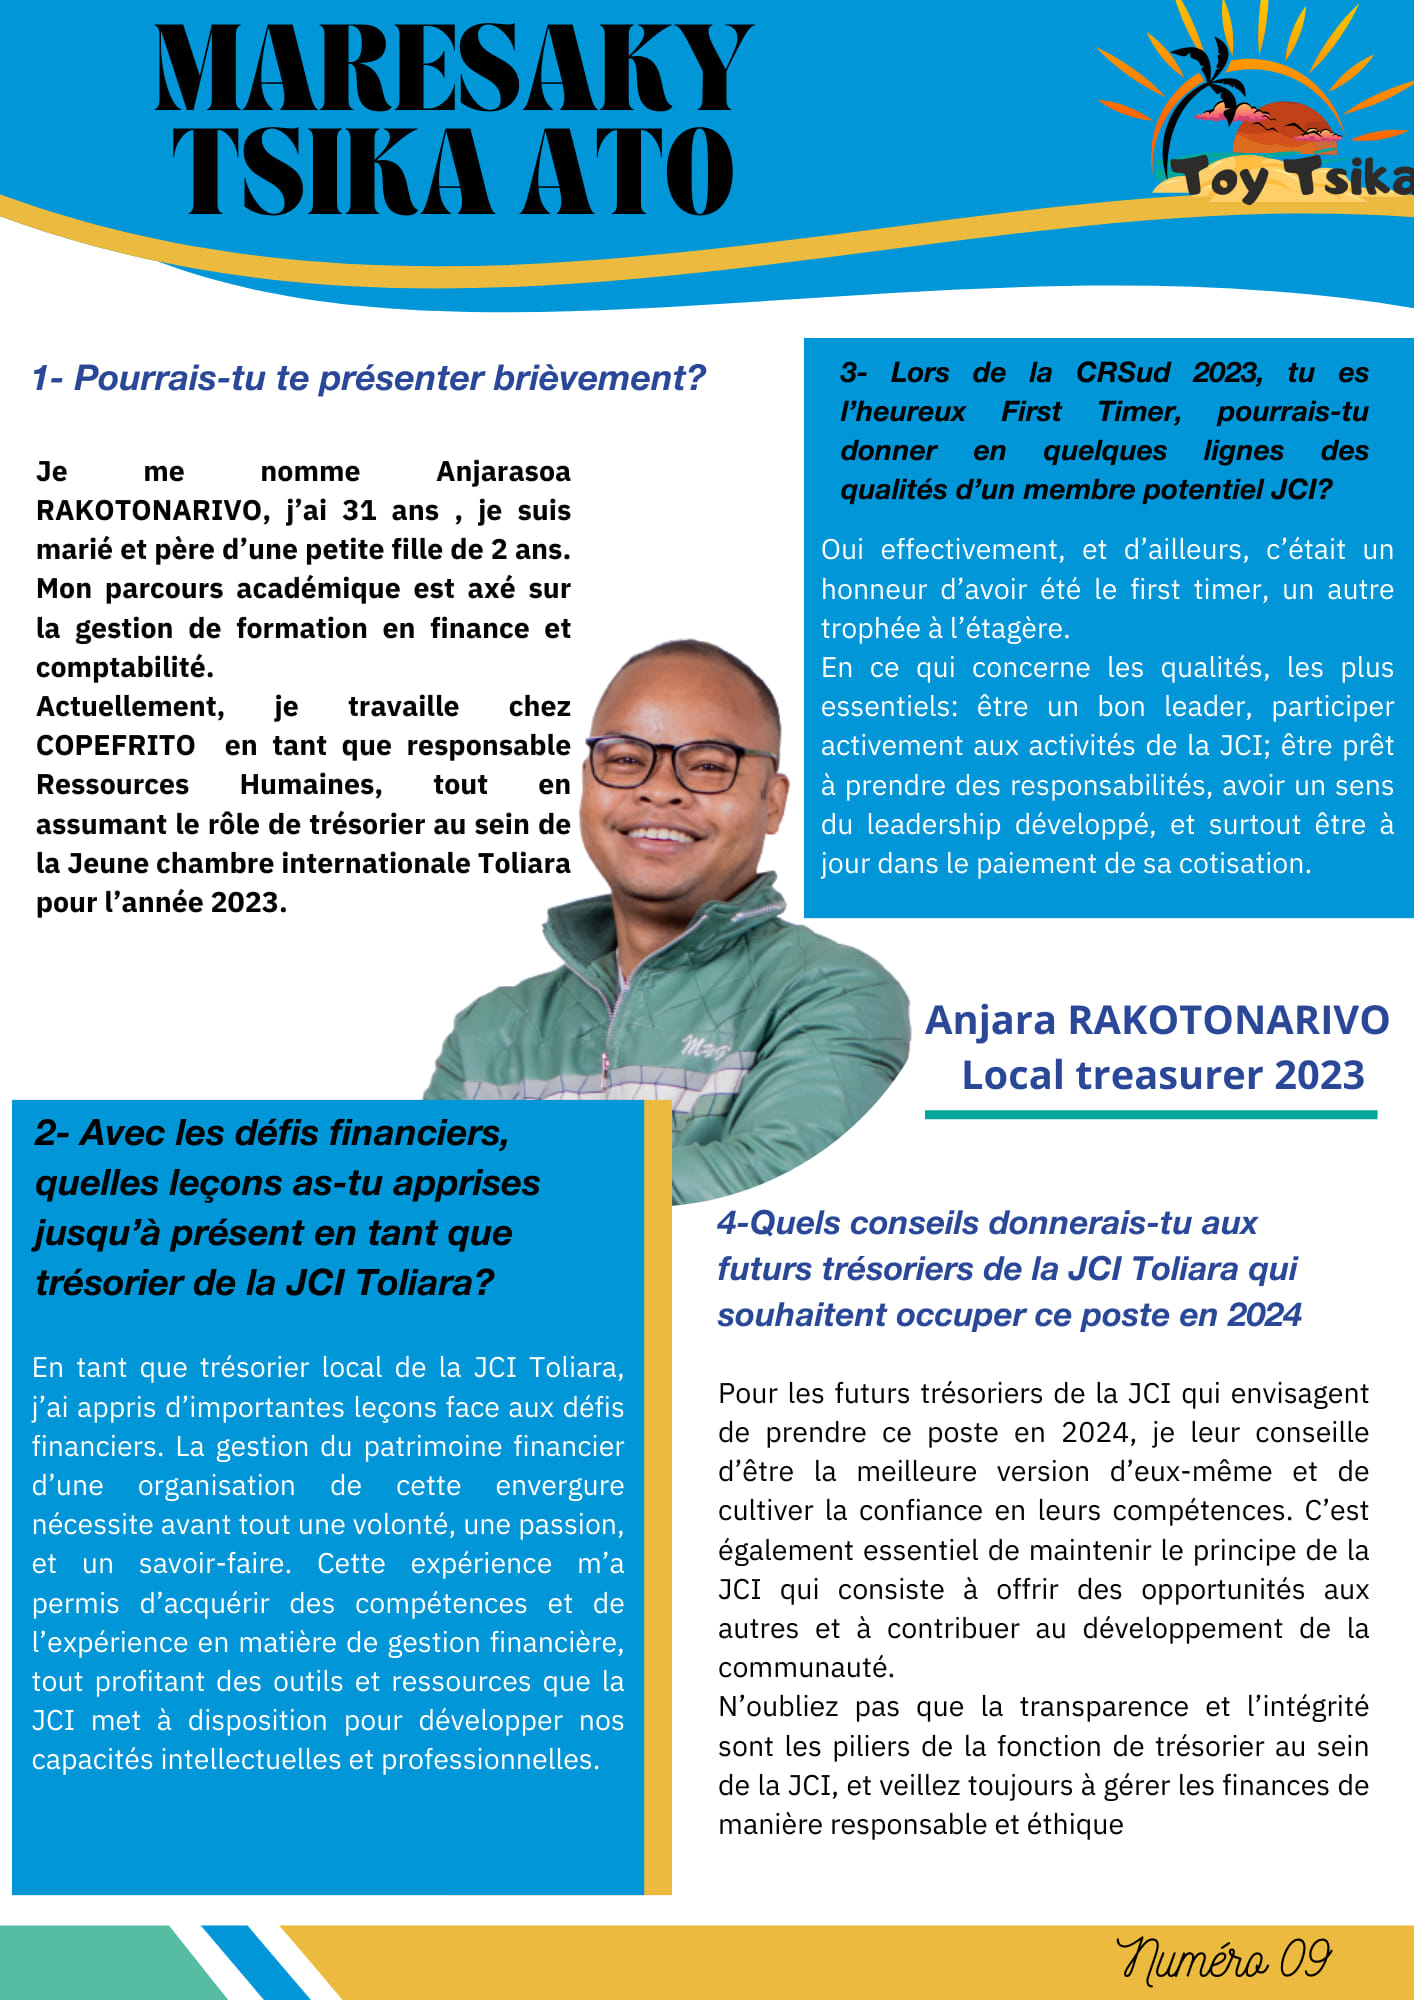 MARESAKY
TSIKA ATO
Toy Tsika
1- Pourrais-tu te présenter brièvement?
Je me nomme Anjarasoa
RAKOTONARIVO, j’ai 31 ans , je suis
marié et père d’une petite fille de 2 ans.
Mon parcours académique est axé sur
la gestion de formation en finance et
comptabilité.
Actuellement, je travaille chez
COPEFRITO en tant que responsable
Ressources Humaines, tout en
assumant le rôle de trésorier au sein de
la Jeune chambre internationale Toliara
pour l’année 2023.
2- Avec les défis financiers,
quelles leçons as-tu apprises
jusqu’à présent en tant que
trésorier de la JCI Toliara?
En tant que trésorier local de la JCI Toliara,
j’ai appris d’importantes leçons face aux défis
financiers. La gestion du patrimoine financier
d’une organisation de cette envergure
nécessite avant tout une volonté, une passion,
et un savoir-faire. Cette expérience m’a
permis d’acquérir des compétences et de
l’expérience en matière de gestion financière,
tout profitant des outils et ressources que la
JCI met à disposition pour développer nos
capacités intellectuelles et professionnelles.
3- Lors de la CRSud 2023, tu es
l’heureux First Timer, pourrais-tu
donner en quelques lignes des
qualités d’un membre potentiel JCI?
Oui effectivement, et d’ailleurs, c’était un
honneur d’avoir été le first timer, un autre
trophée à l’étagère.
En ce qui concerne les qualités, les plus
essentiels: être un bon leader, participer
activement aux activités de la JCI; être prêt
à prendre des responsabilités, avoir un sens
du leadership développé, et surtout être à
jour dans le paiement de sa cotisation.
Anjara RAKOTONARIVO
Local treasurer 2023
4-Quels conseils donnerais-tu aux
futurs trésoriers de la JCI Toliara qui
souhaitent occuper ce poste en 2024
Pour les futurs trésoriers de la JCI qui envisagent
de prendre ce poste en 2024, je leur conseille
d’être la meilleure version d’eux-même et de
cultiver la confiance en leurs compétences. C’est
également essentiel de maintenir le principe de la
JCI qui consiste à offrir des opportunités aux
autres et à contribuer au développement de la
communauté.
N’oubliez pas que la transparence et l’intégrité
sont les piliers de la fonction de trésorier au sein
de la JCI, et veillez toujours à gérer les finances de
manière responsable et éthique
Numéro 09